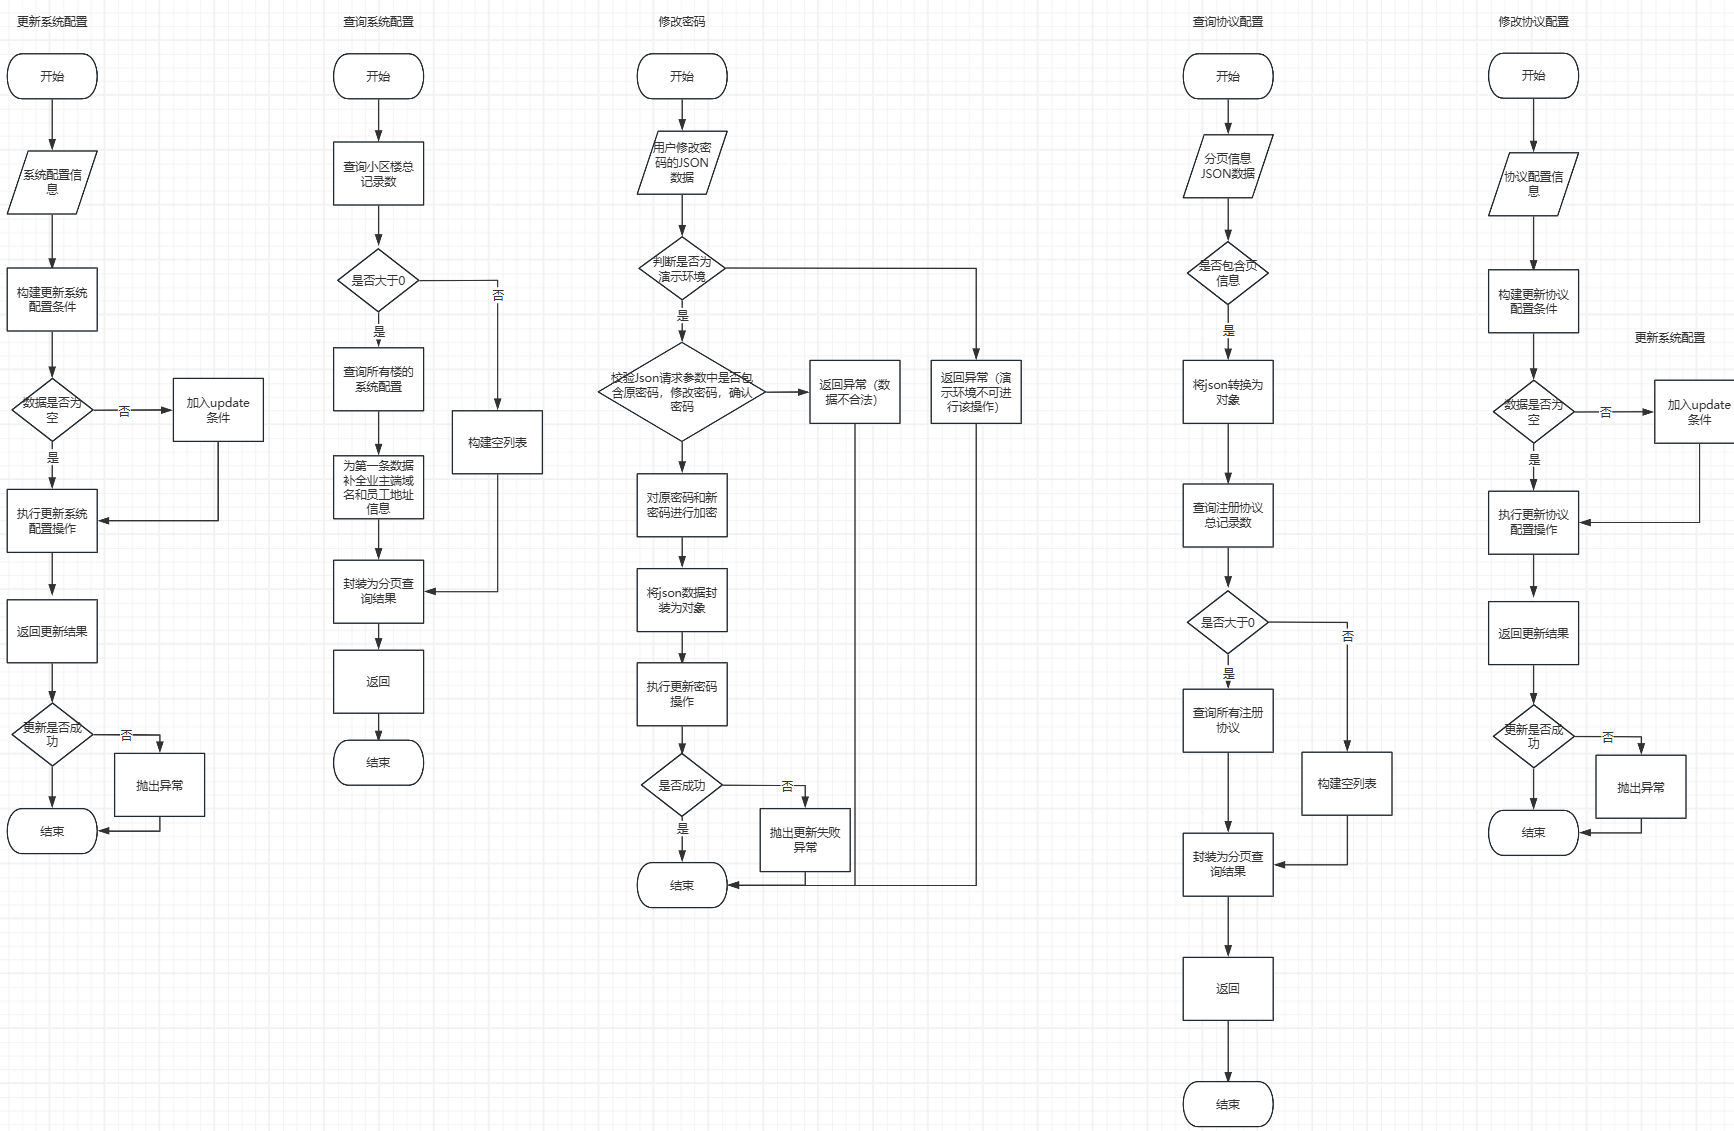 更新系统配置
开始
系统配置信
息
构建更新系统
配置条件
数据是否为
空
否
加入update
条件
是
执行更新系统
配置操作
返回更新结果
更新是否成
功
否
抛出异常
结束
查询系统配置
开始
查询小区楼总
记录数
是否大于0
否
是
查询所有楼的
系统配置
构建空列表
为第一条数据
补全业主端域
名和员工地址
信息
封装为分页查
询结果
返回
结束
修改密码
开始
用户修改密
码的JSON
数据
判断是否为
演示环境
是
校验Json请求参数中是否包
含原密码，修改密码，确认
密码
返回异常（数
据不合法）
返回异常（演
示环境不可进
行该操作）
对原密码和新
密码进行加密
将json数据封
装为对象
执行更新密码
操作
是否成功
否
是
抛出更新失败
异常
结束
查询协议配置
开始
分页信息
JSON数据
是否包含页
信息
是
将json转换为
对象
查询注册协议
总记录数
是否大于0
否
是
查询所有注册
协议
构建空列表
封装为分页查
询结果
返回
结束
修改协议配置
开始
协议配置信
息
构建更新协议
配置条件
更新系统配置
数据是否为
空
否
加入update
条件
是
执行更新协议
配置操作
返回更新结果
更新是否成
功
否
抛出异常
结束